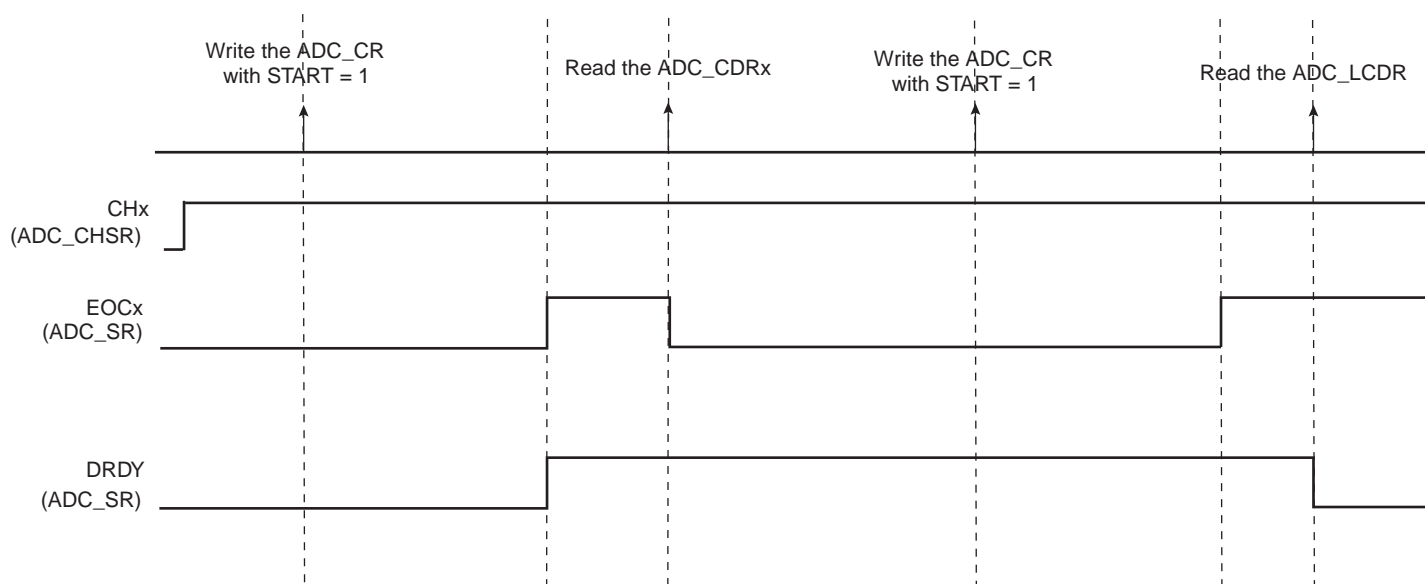 Write the ADC_CR
with START = 1
Read the ADC_CDRx
Write the ADC_CR
with START = 1
Read the ADC_LCDR
CHx
(ADC_CHSR)
EOCx
(ADC_SR)
DRDY
(ADC_SR)